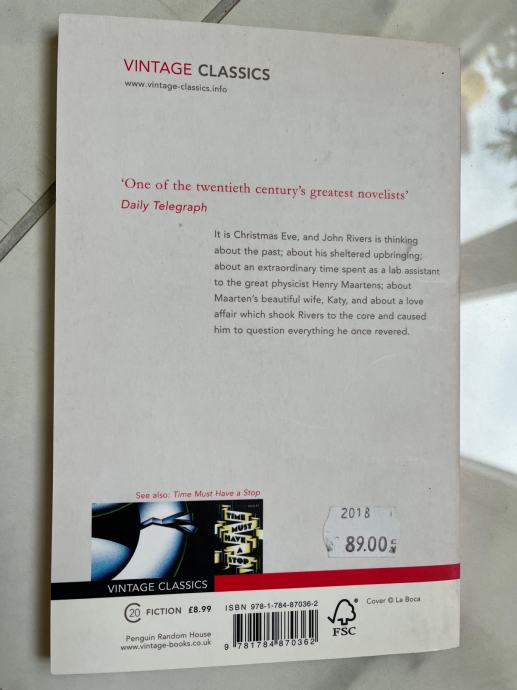 VINTAGE CLASSICS
www.vintage-classics.info
‘One of the twentieth century’s greatest novelists’
Daily Telegraph
It is Christmas Eve, and John Rivers is thinking
about the past; about his sheltered upbringing;
about an extraordinary time spent as a lab assistant
to the great physicist Henry Maartens; about
Maarten’s beautiful wife, Katy, and about a love
affair which shook Rivers to the core and caused
him to question everything he once revered.
See also: Time Must Have a Stop
TIME
MUST
HAVE
A
STOP
2018
89.00
VINTAGE CLASSICS
C20 FICTION £8.99
ISBN 978-1-784-87036-2
Cover © La Boca
FSC
Penguin Random House
www.vintage-books.co.uk
9 781784 870362